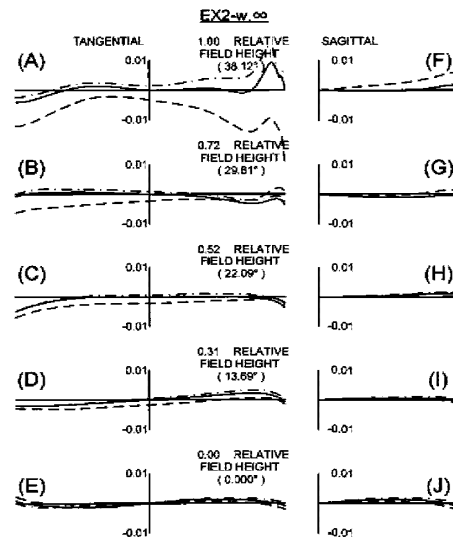 EX2-w,∞
TANGENTIAL 1.00 RELATIVE SAGITTAL
FIELD HEIGHT
(A) 0.01 (38.12°) 0.01 (F)
-0.01 -0.01
0.72 RELATIVE
FIELD HEIGHT
(B) 0.01 (29.81°) 0.01 (G)
-0.01 -0.01
0.52 RELATIVE
FIELD HEIGHT
(C) 0.01 (22.09°) 0.01 (H)
-0.01 -0.01
0.31 RELATIVE
FIELD HEIGHT
(D) 0.01 (13.69°) 0.01 (I)
-0.01 -0.01
0.00 RELATIVE
FIELD HEIGHT
(E) 0.01 (0.000°) 0.01 (J)
-0.01 -0.01